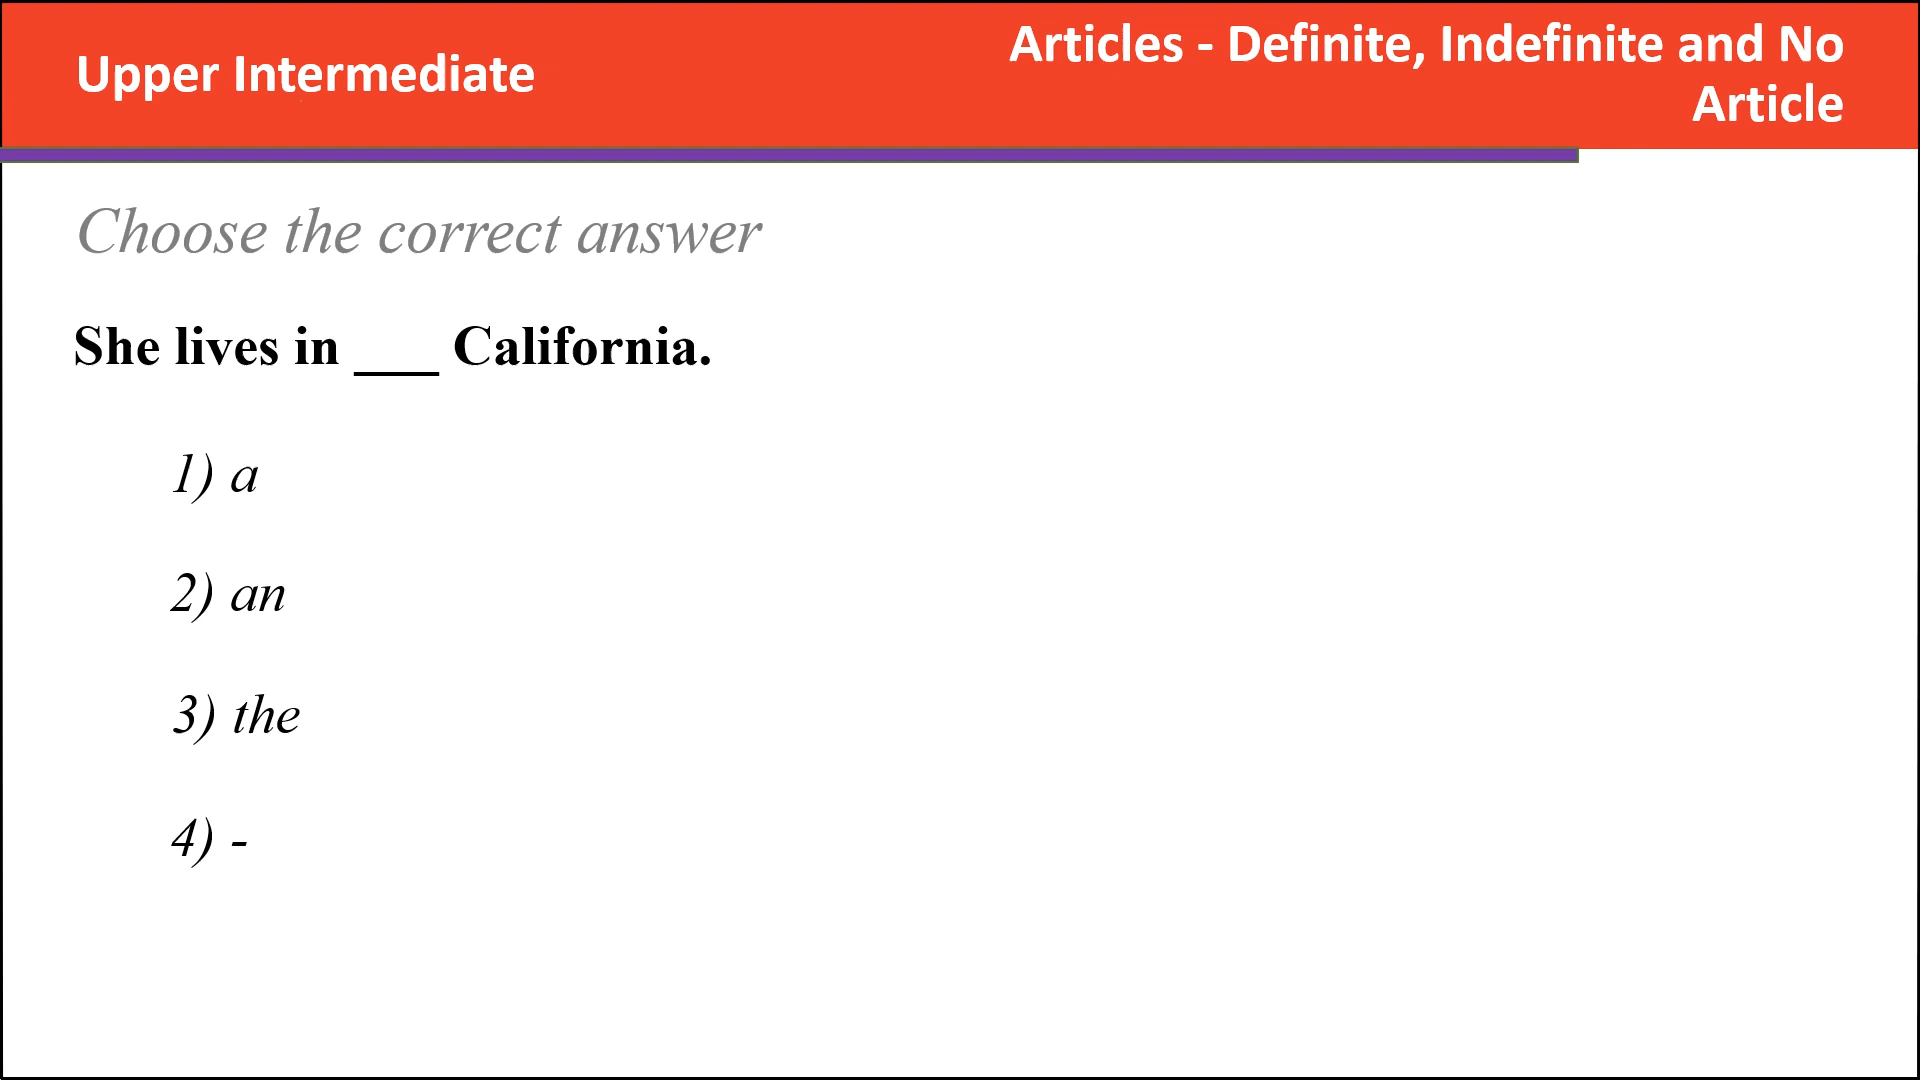 Upper Intermediate
Articles - Definite, Indefinite and No
Article
Choose the correct answer
She lives in ___ California.
1) a
2) an
3) the
4) -